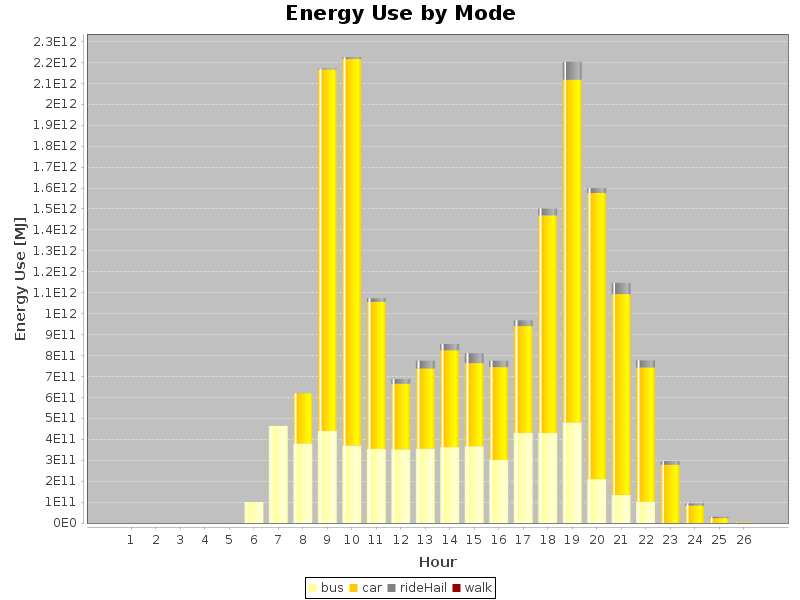 Energy Use by Mode
Energy Use [MJ]
2.3E12
2.2E12
2.1E12
2E12
1.9E12
1.8E12
1.7E12
1.6E12
1.5E12
1.4E12
1.3E12
1.2E12
1.1E12
1E12
9E11
8E11
7E11
6E11
5E11
4E11
3E11
2E11
1E11
0E0
1 2 3 4 5 6 7 8 9 10 11 12 13 14 15 16 17 18 19 20 21 22 23 24 25 26
Hour
bus car rideHail walk